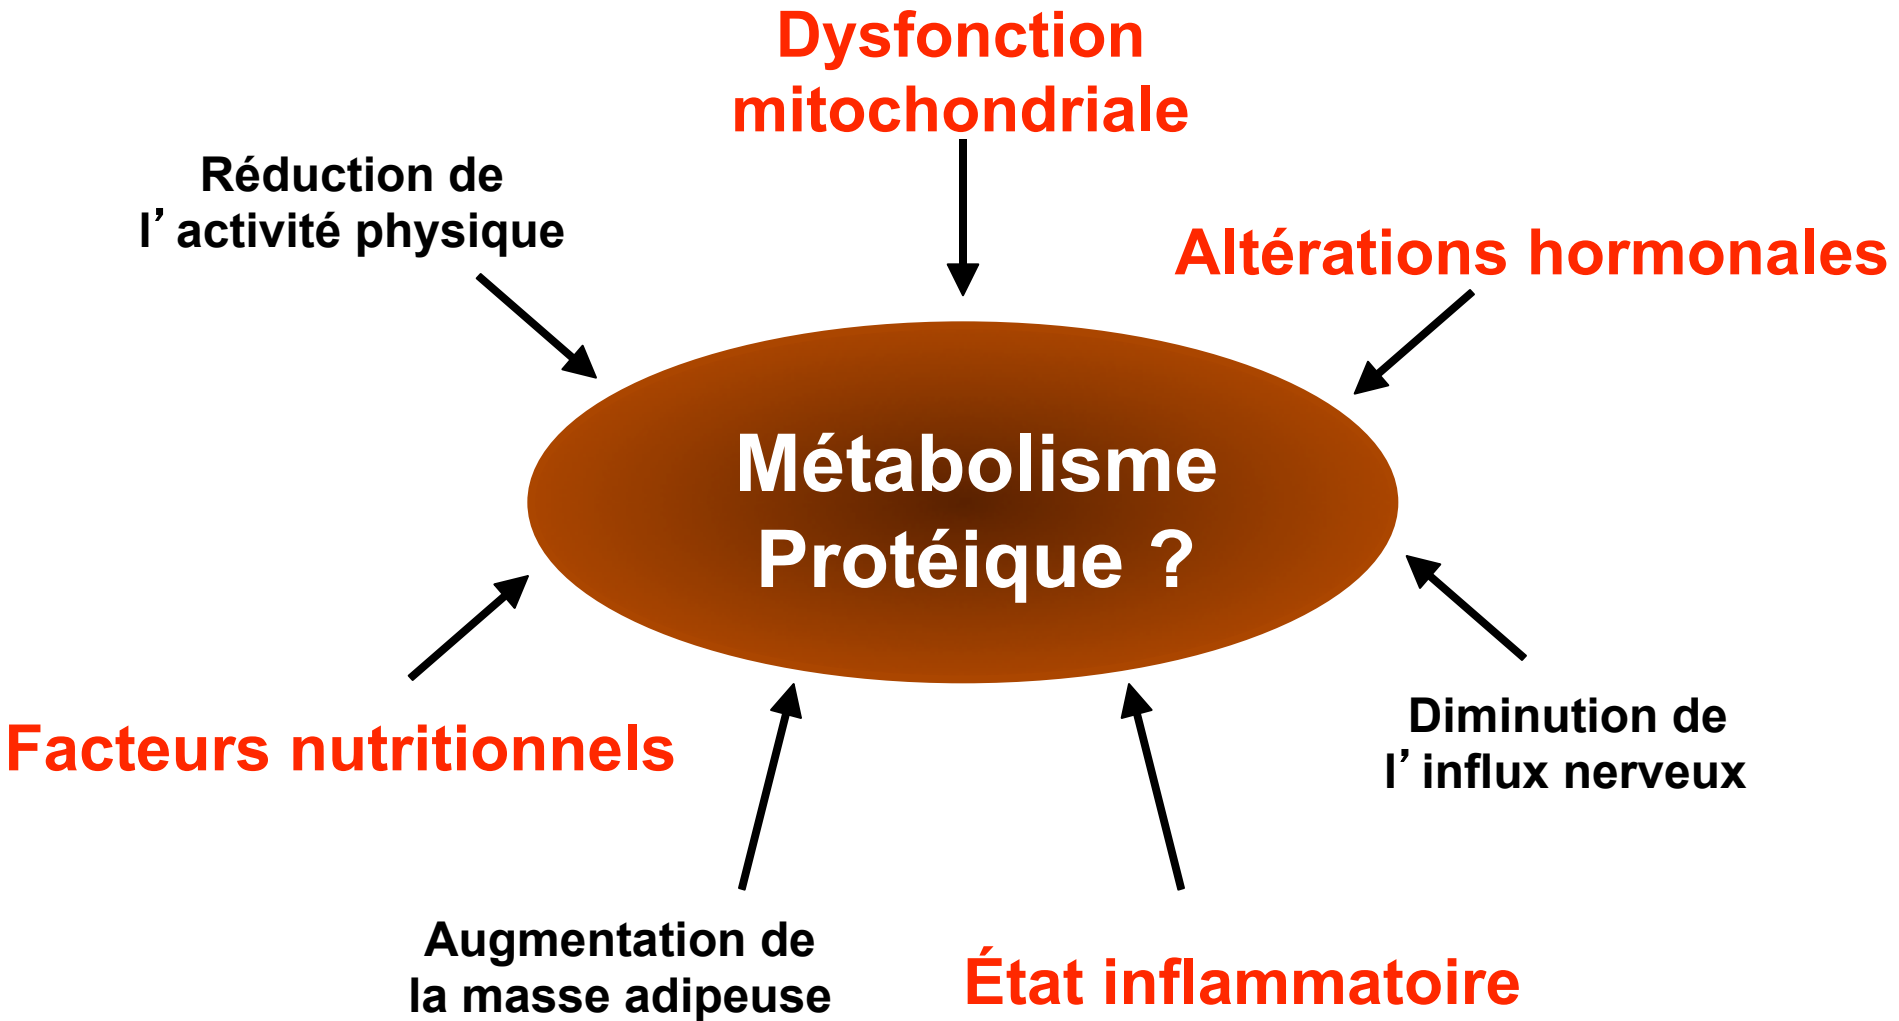 Dysfonction
mitochondriale
Réduction de
l’activité physique
Altérations hormonales
Métabolisme
Protéique ?
Facteurs nutritionnels
Diminution de
l’influx nerveux
Augmentation de
la masse adipeuse
État inflammatoire